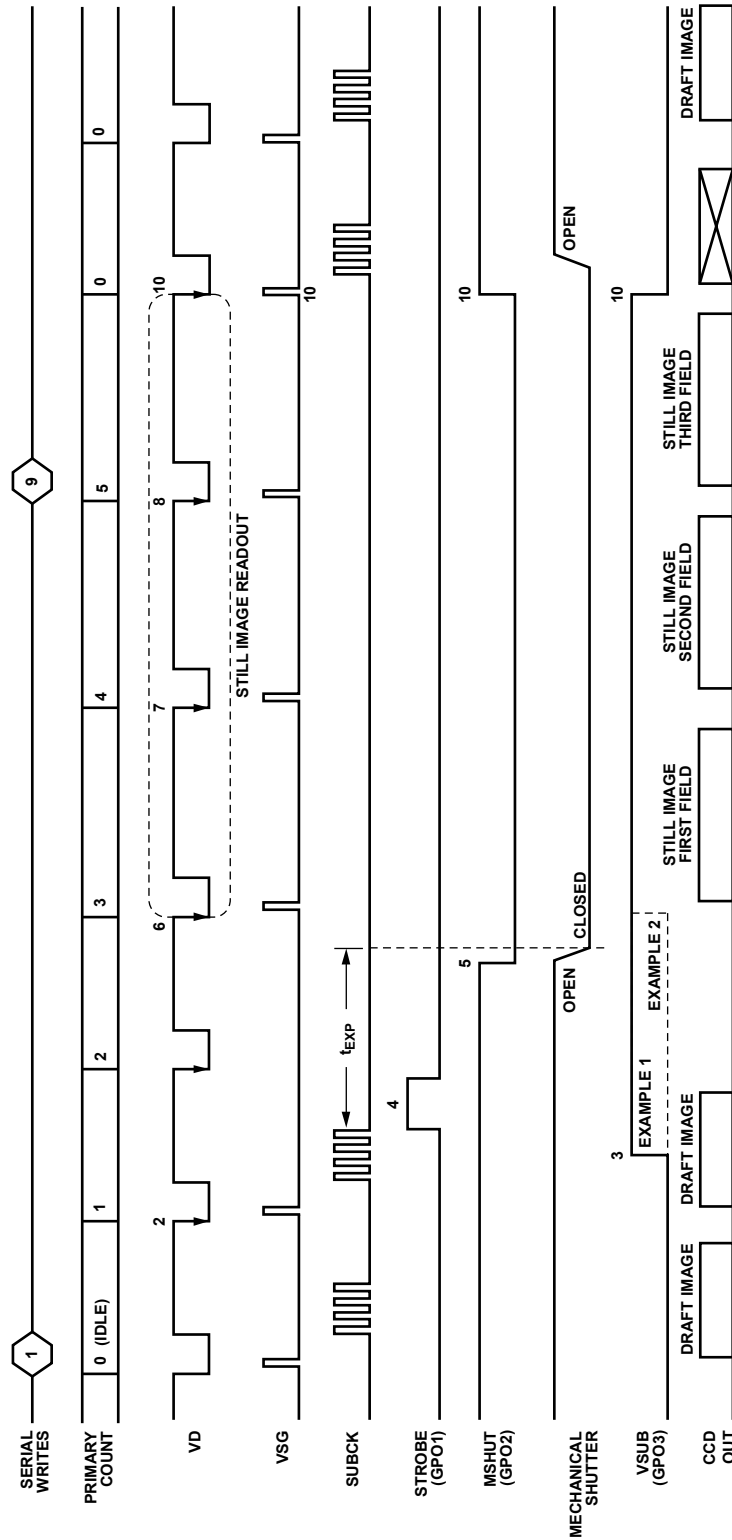 SERIAL
WRITES
1
9
PRIMARY
COUNT
0 (IDLE)
1
2
3
4
5
0
0
VD
2
6
7
8
10
STILL IMAGE READOUT
VSG
10
SUBCK
tEXP
STROBE
(GPO1)
4
MSHUT
(GPO2)
5
10
MECHANICAL
SHUTTER
OPEN
CLOSED
OPEN
VSUB
(GPO3)
3
EXAMPLE 1
EXAMPLE 2
10
CCD
OUT
DRAFT IMAGE
DRAFT IMAGE
STILL IMAGE
FIRST FIELD
STILL IMAGE
SECOND FIELD
STILL IMAGE
THIRD FIELD
DRAFT IMAGE